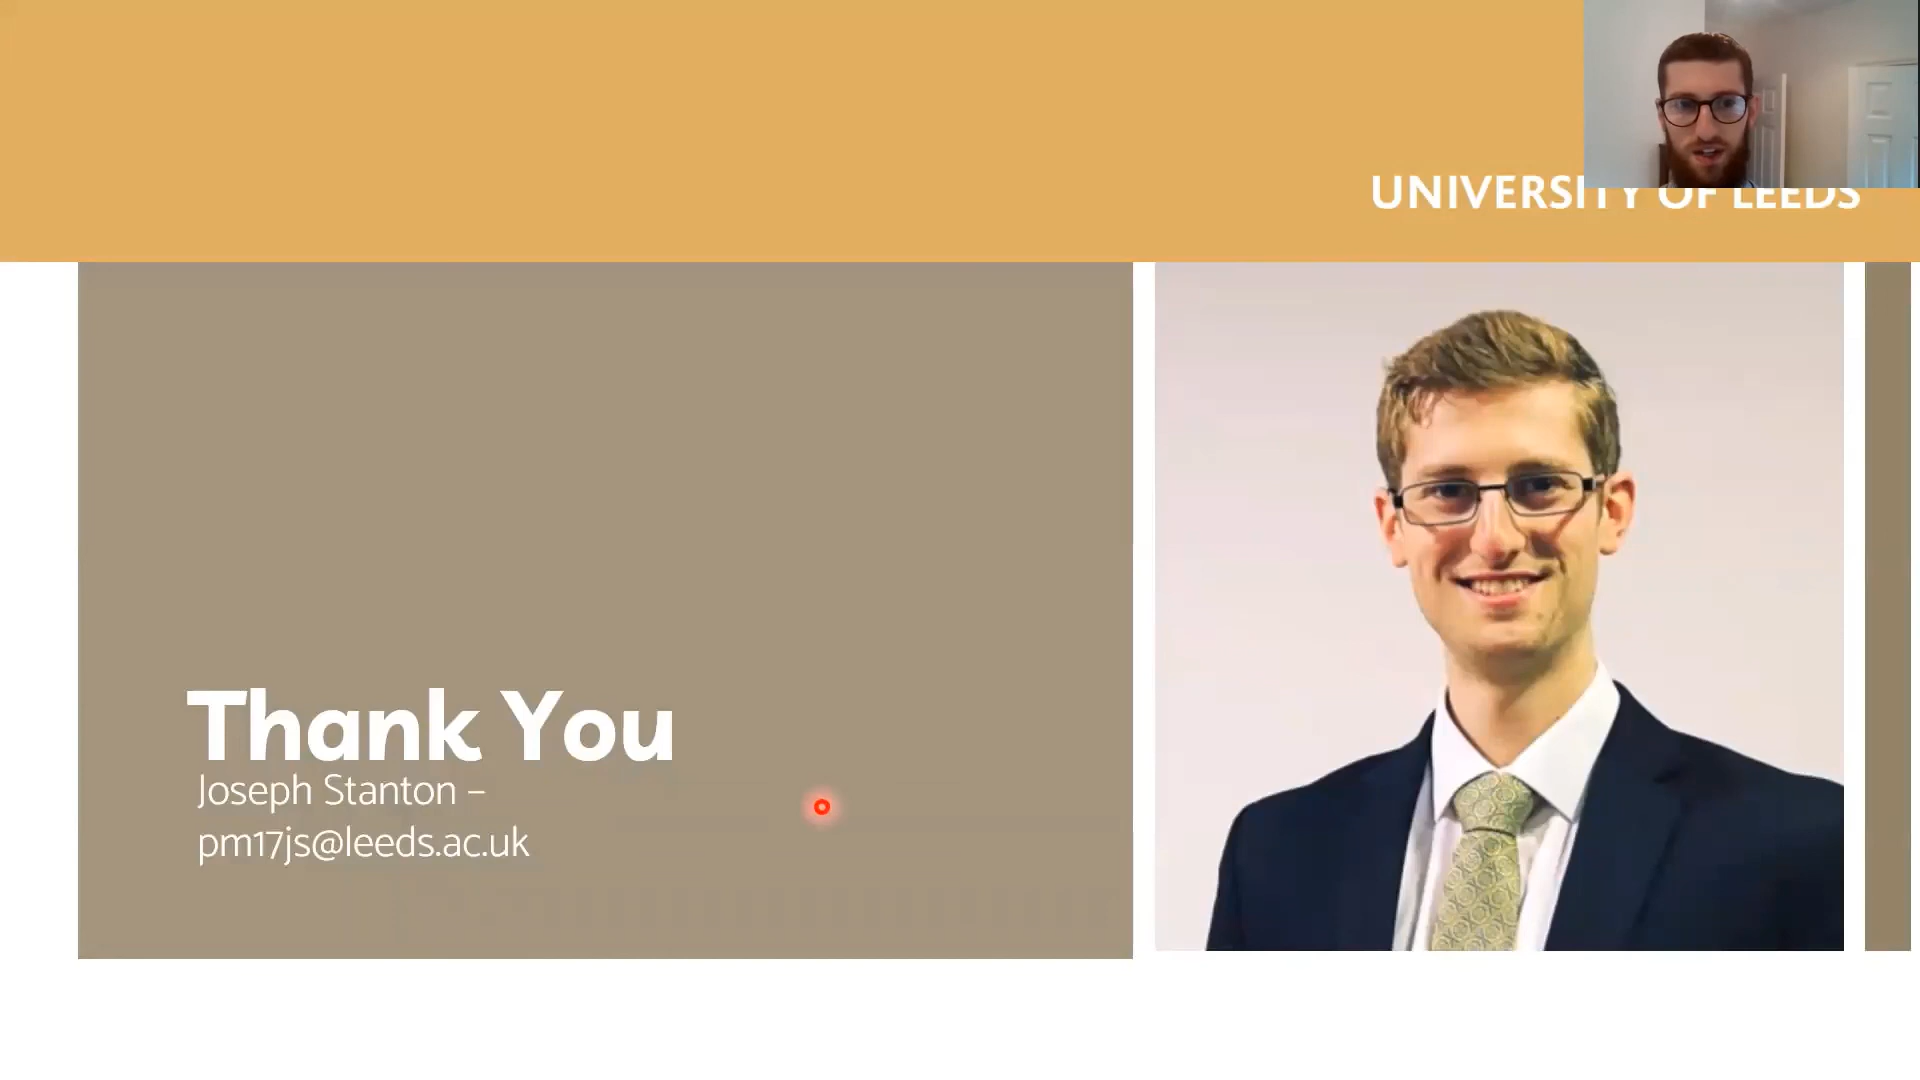 UNIVERSITY OF LEEDS
Thank You
Joseph Stanton –
pm17js@leeds.ac.uk